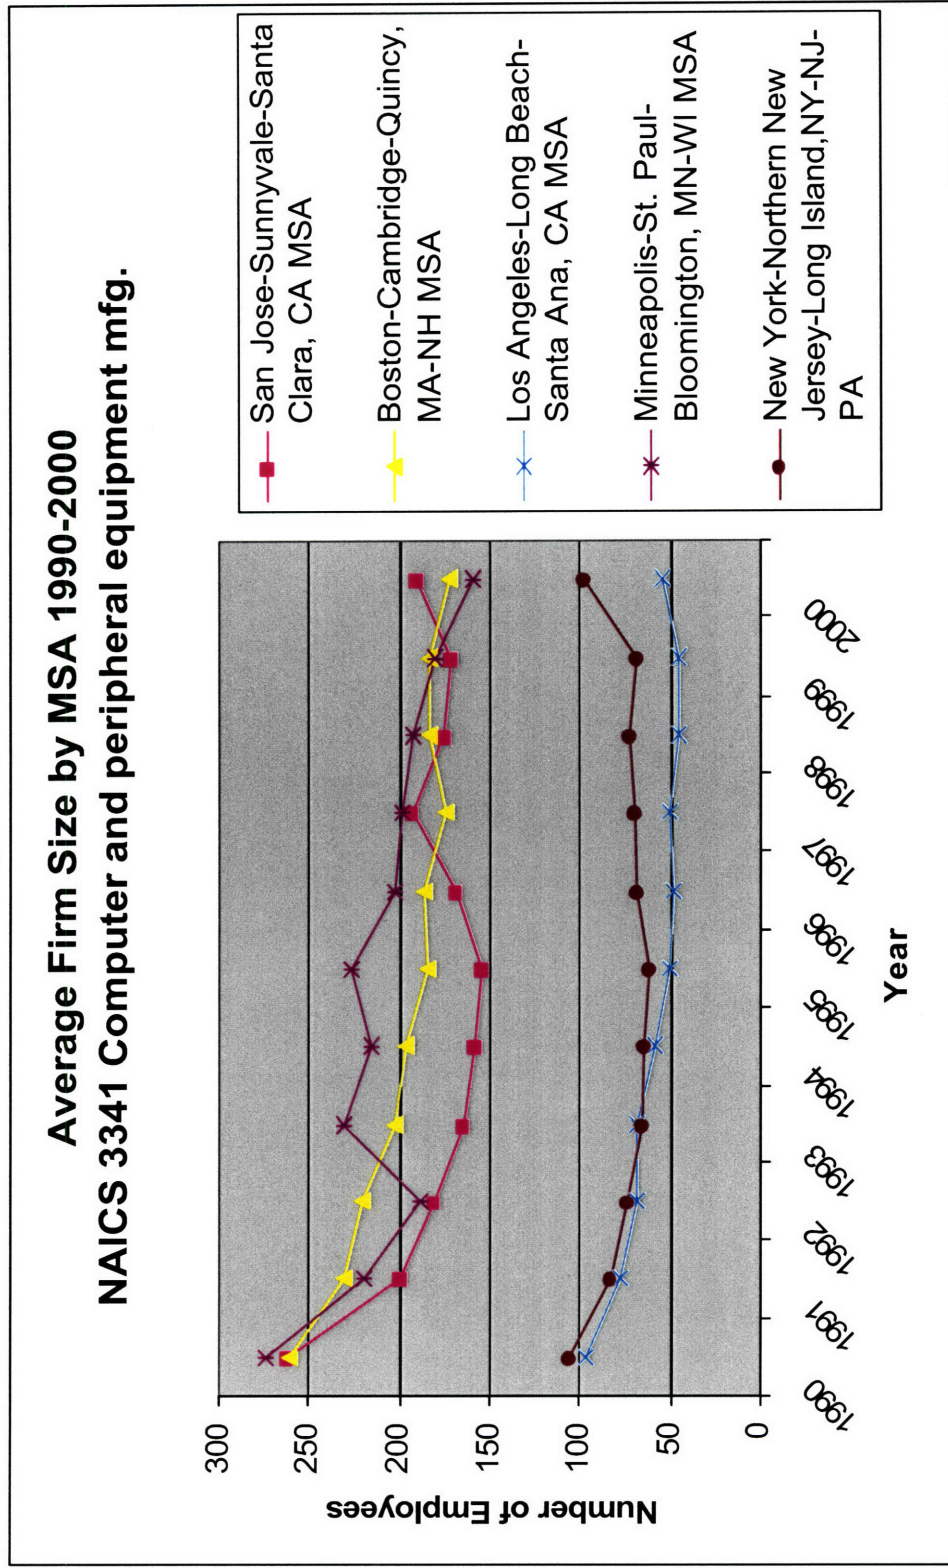 Average Firm Size by MSA 1990-2000
NAICS 3341 Computer and peripheral equipment mfg.
300
250
200
150
100
50
0
Number of Employees
1990
1991
1992
1993
1994
1995
1996
1997
1998
1999
2000
Year
San Jose-Sunnyvale-Santa
Clara, CA MSA
Boston-Cambridge-Quincy,
MA-NH MSA
Los Angeles-Long Beach-
Santa Ana, CA MSA
Minneapolis-St. Paul-
Bloomington, MN-WI MSA
New York-Northern New
Jersey-Long Island,NY-NJ-
PA